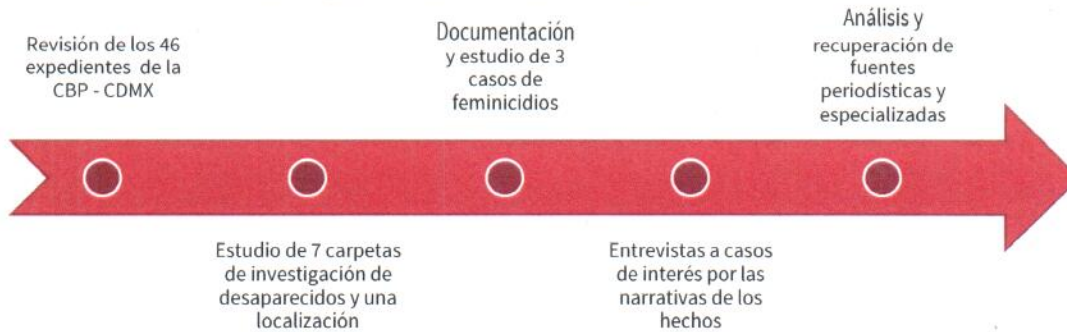 Revisión de los 46
expedientes de la
CBP - CDMX
Estudio de 7 carpetas
de investigación de
desaparecidos y una
localización
Documentación
y estudio de 3
casos de
feminicidios
Entrevistas a casos
de interés por las
narrativas de los
hechos
Análisis y
recuperación de
fuentes
periodísticas y
especializadas